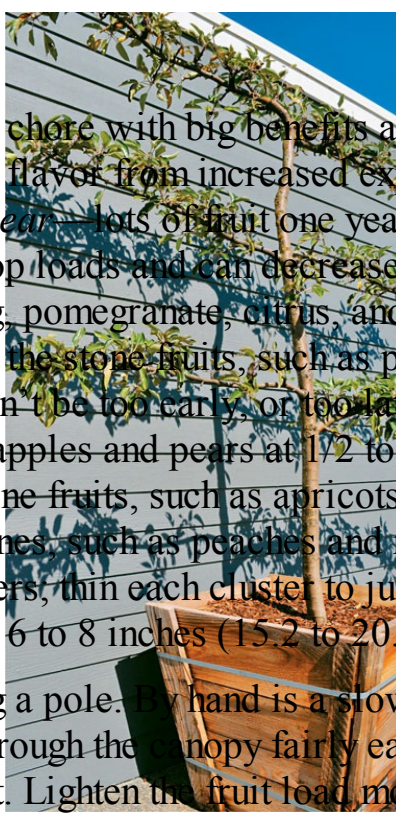 chore with big benefits a
flavor from increased ex
ear—lots of fruit one yea
op loads and can decrease
g, pomegranate, citrus, and
the stone fruits, such as p
n't be too early, or too la
apples and pears at 1/2 to
ne fruits, such as apricots
nes, such as peaches and
ers; thin each cluster to ju
6 to 8 inches (15.2 to 20.
g a pole. By hand is a slow
rough the canopy fairly ea
t. Lighten the fruit load mo